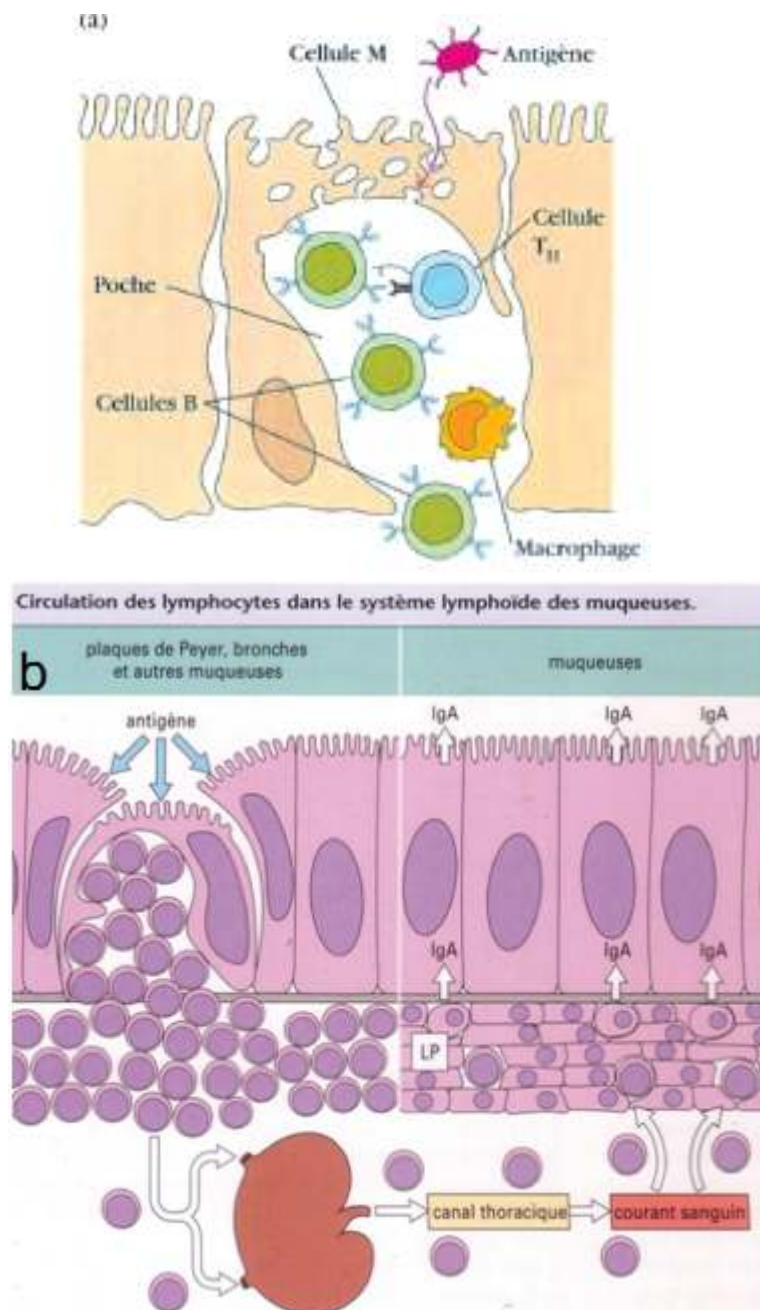 (a)
Cellule M
Antigène
Cellule
T_H
Poche
Cellules B
Macrophage
Circulation des lymphocytes dans le système lymphoïde des muqueuses.
b
plaques de Peyer, bronches
et autres muqueuses
muqueuses
antigène
IgA
IgA
IgA
IgA
IgA
IgA
LP
canal thoracique
courant sanguin